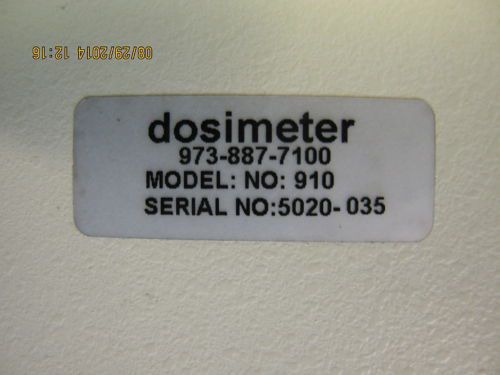 08/29/2014 12:16
dosimeter
973-887-7100
MODEL: NO: 910
SERIAL NO:5020- 035